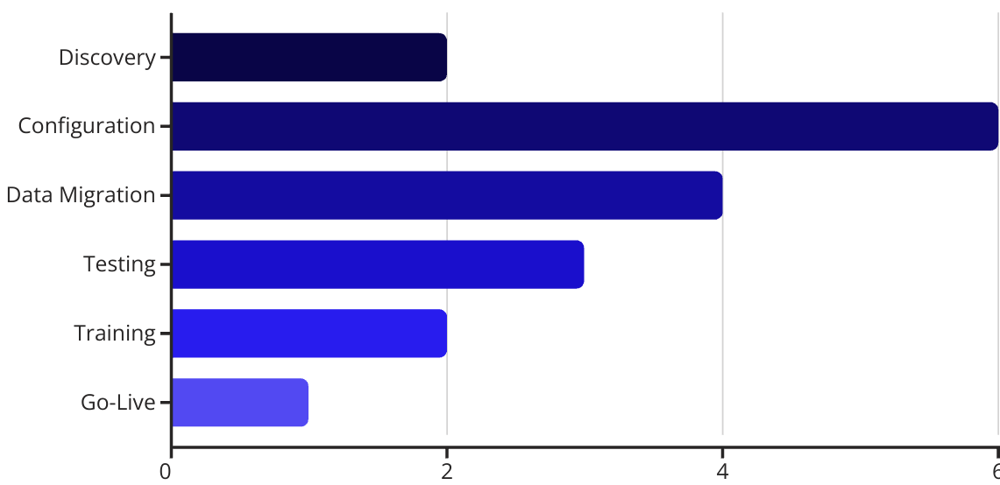 Discovery
Configuration
Data Migration
Testing
Training
Go-Live
0 2 4 6